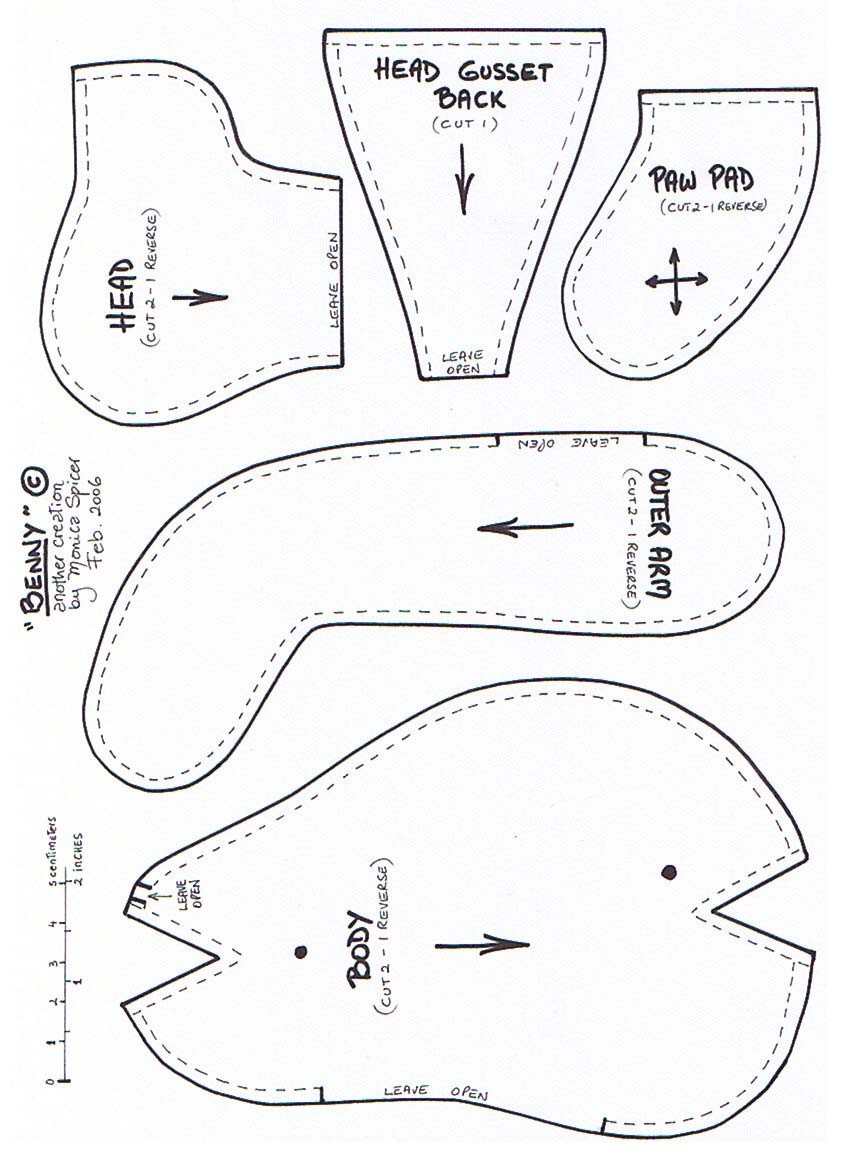 HEAD GUSSET
BACK
(CUT 1)
LEAVE
OPEN
PAW PAD
(CUT 2 - 1 REVERSE)
HEAD
(CUT 2 - 1 REVERSE)
LEAVE OPEN
LEAVE OPEN
OUTER ARM
(CUT 2 - 1 REVERSE)
"BENNY" ©
another creation
by Monica Spicer
Feb. 2006
5 centimeters
2 INCHES
4
3
1
2
1
0
LEAVE
OPEN
BODY
(CUT 2 - 1 REVERSE)
LEAVE OPEN